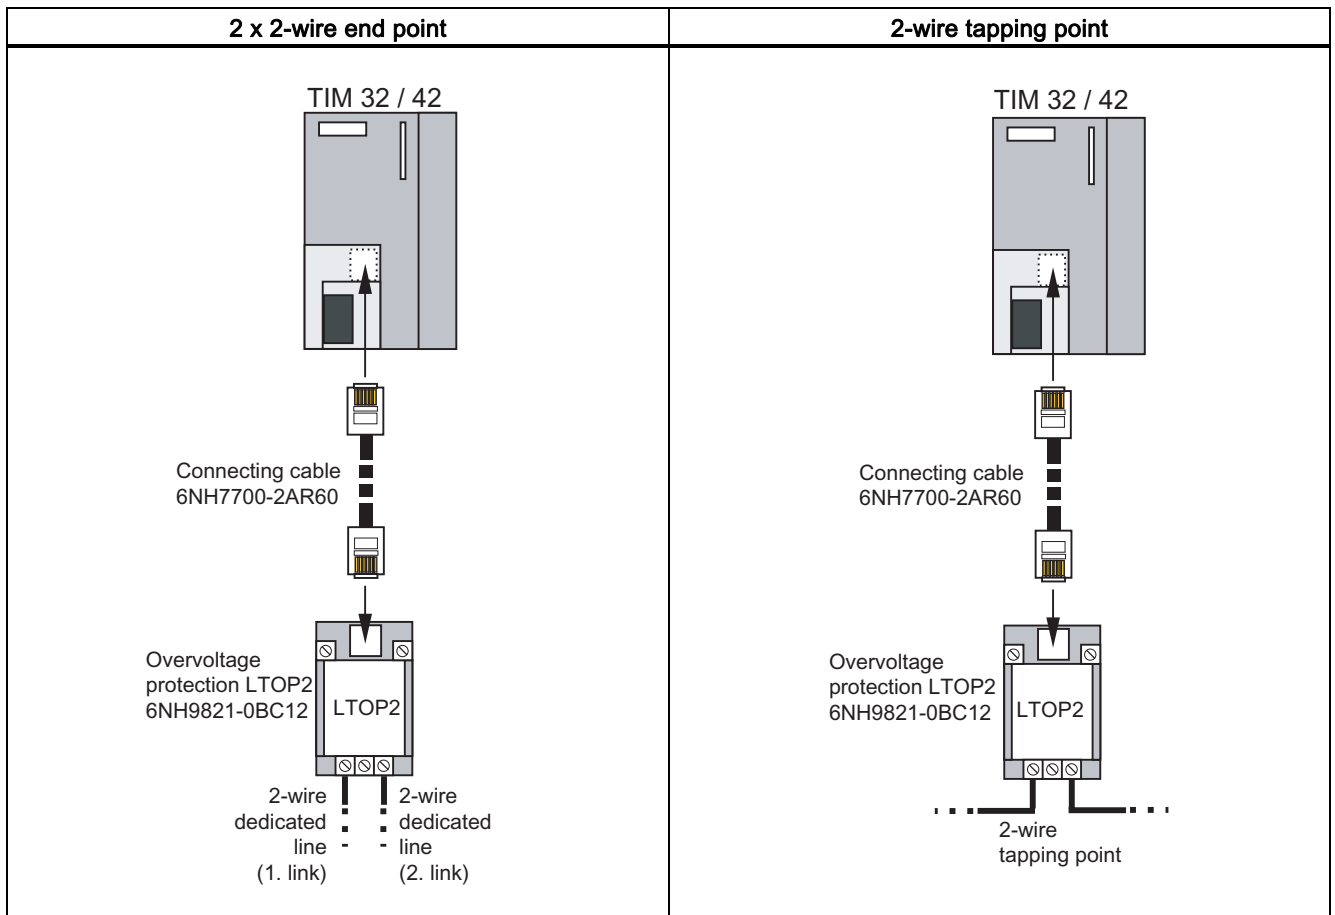 2 x 2-wire end point
2-wire tapping point
TIM 32 / 42
Connecting cable
6NH7700-2AR60
Overvoltage
protection LTOP2
6NH9821-0BC12
LTOP2
2-wire
dedicated
line
(1. link)
2-wire
dedicated
line
(2. link)
TIM 32 / 42
Connecting cable
6NH7700-2AR60
Overvoltage
protection LTOP2
6NH9821-0BC12
LTOP2
2-wire
tapping point